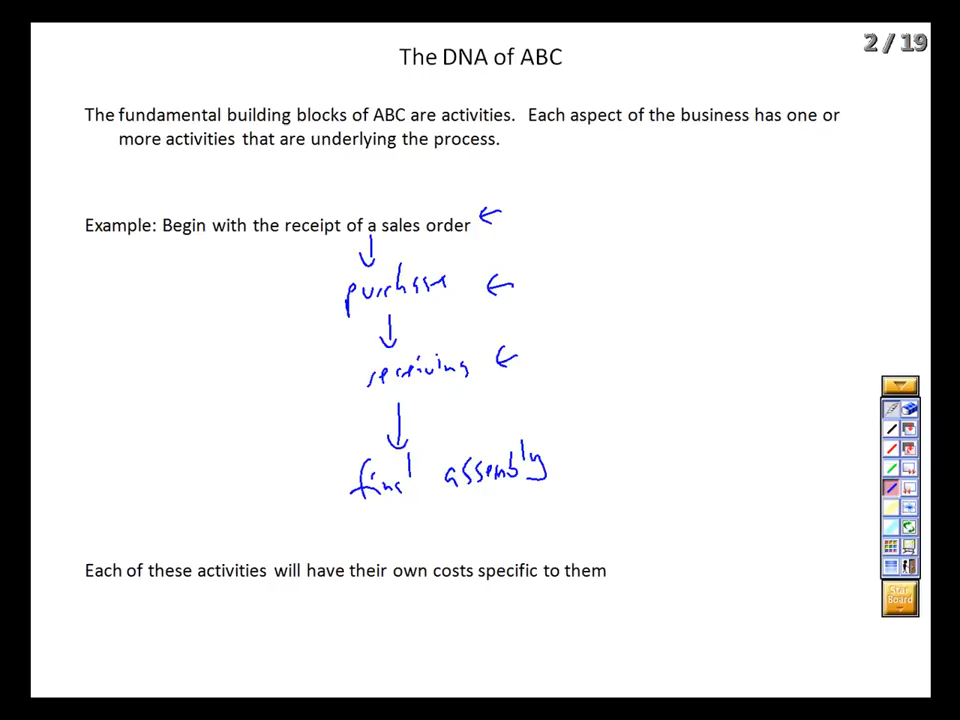 The DNA of ABC
2 / 19
The fundamental building blocks of ABC are activities. Each aspect of the business has one or
more activities that are underlying the process.
Example: Begin with the receipt of a sales order
purchase
receiving
final assembly
Each of these activities will have their own costs specific to them
Star
Board